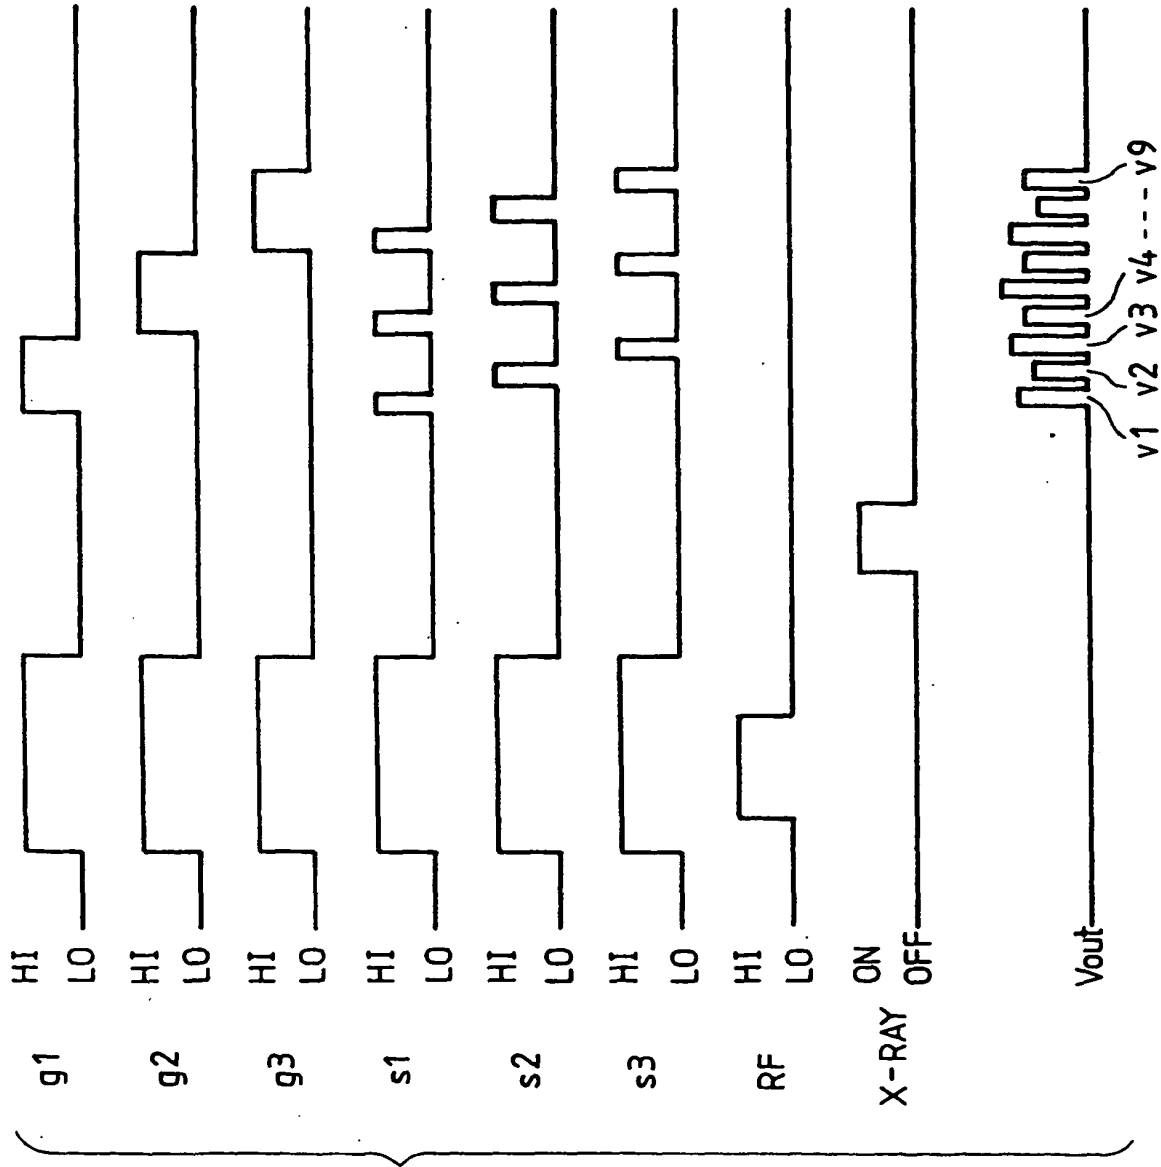 g1 HI
LO
g2 HI
LO
g3 HI
LO
s1 HI
LO
s2 HI
LO
s3 HI
LO
RF HI
LO
X-RAY ON
OFF
Vout
v1 v2 v3 v4 ---- v9